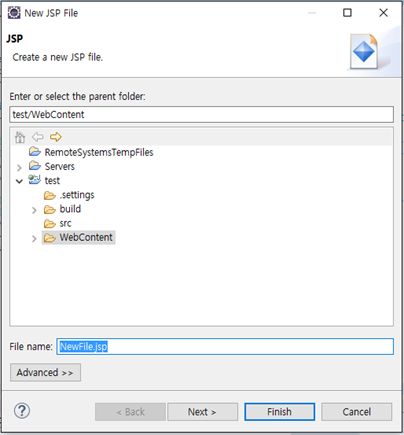 New JSP File
JSP
Create a new JSP file.
Enter or select the parent folder:
test/WebContent
RemoteSystemsTempFiles
Servers
test
.settings
build
src
WebContent
File name: NewFile.jsp
Advanced >>
? < Back Next > Finish Cancel